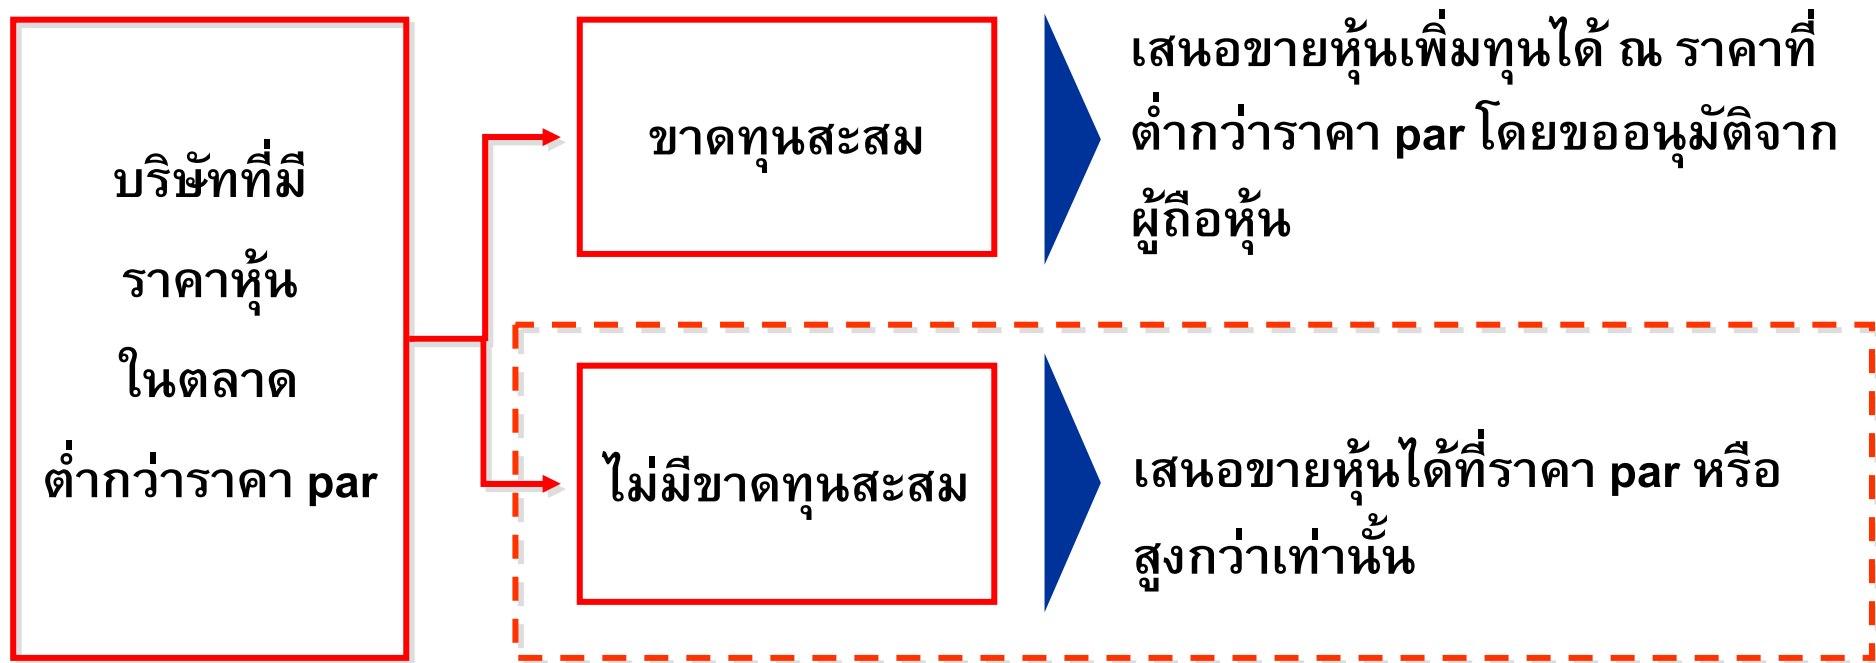 บริษัทที่มี
ราคาหุ้น
ในตลาด
ต่ำกว่าราคา par
ขาดทุนสะสม
เสนอขายหุ้นเพิ่มทุนได้ ณ ราคาที่
ต่ำกว่าราคา par โดยขออนุมัติจาก
ผู้ถือหุ้น
ไม่มีขาดทุนสะสม
เสนอขายหุ้นได้ที่ราคา par หรือ
สูงกว่าเท่านั้น